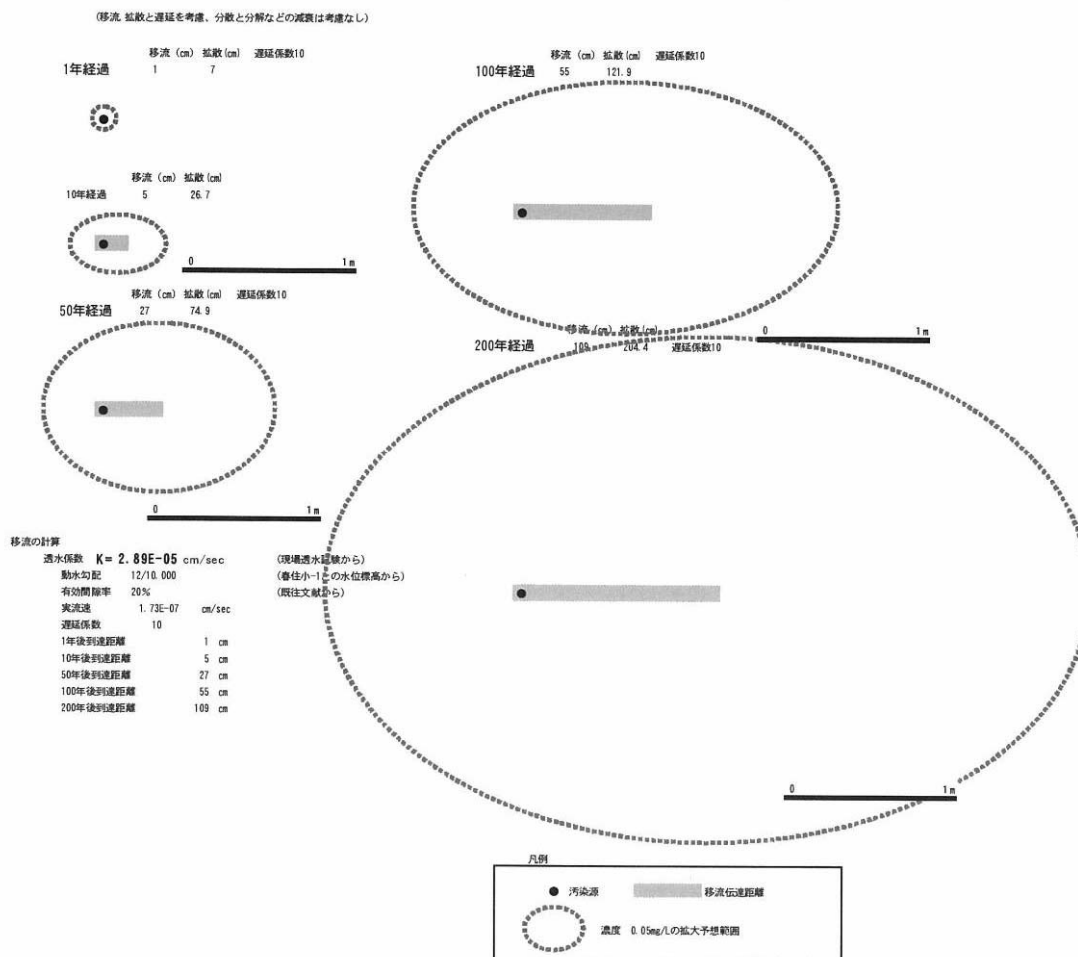 (移流, 拡散と遅延を考慮、分散と分解などの減衰は考慮なし)
移流 (cm) 拡散(cm) 遅延係数10
1年経過 1 7
移流 (cm) 拡散(cm)
10年経過 5 26.7
0 1m
移流 (cm) 拡散(cm) 遅延係数10
50年経過 27 74.9
0 1m
移流 (cm) 拡散(cm) 遅延係数10
100年経過 55 121.9
0 1m
移流 (cm) 拡散(cm)
200年経過 109 204.4 遅延係数10
0 1m
移流の計算
透水係数 K= 2.89E-05 cm/sec (現場透水試験から)
動水勾配 12/10,000 (春住小-1との水位標高から)
有効間隙率 20% (既往文献から)
実流速 1.73E-07 cm/sec
遅延係数 10
1年後到達距離 1 cm
10年後到達距離 5 cm
50年後到達距離 27 cm
100年後到達距離 55 cm
200年後到達距離 109 cm
凡例
汚染源 移流伝達距離
濃度 0.05mg/Lの拡大予想範囲